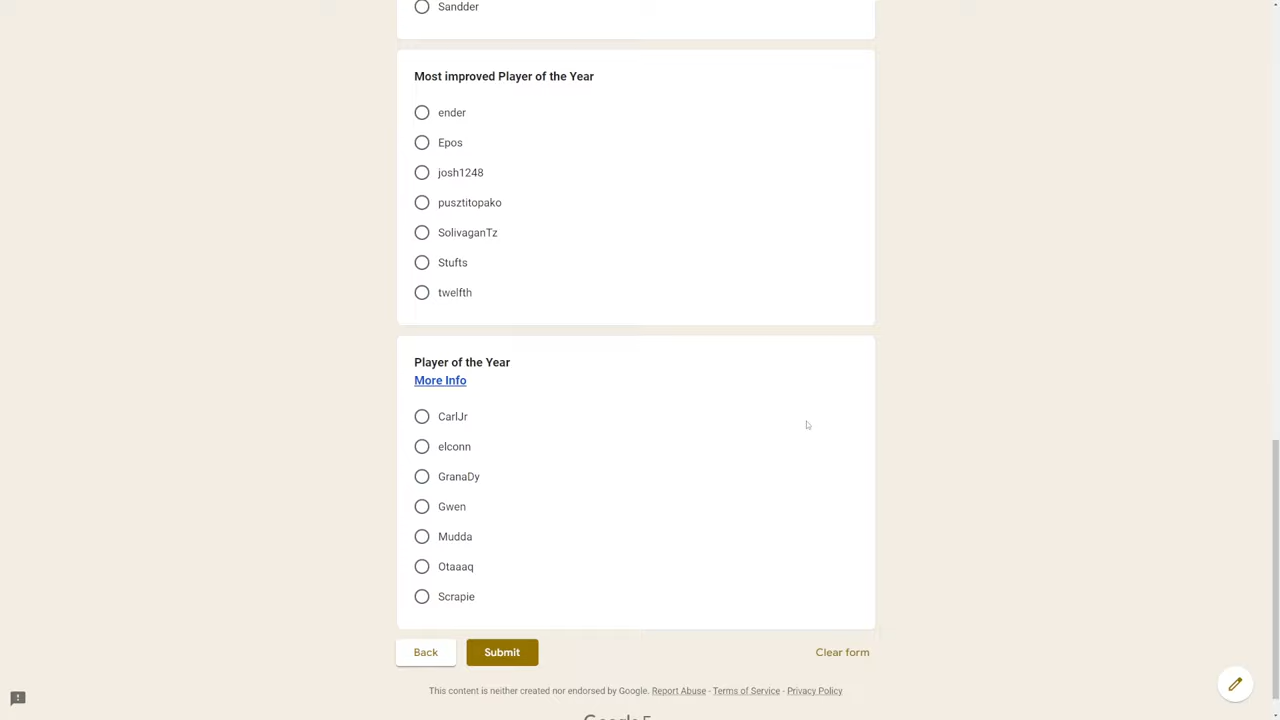 Sandder
Most improved Player of the Year
ender
Epos
josh1248
pusztitopako
SolivaganTz
Stufts
twelfth
Player of the Year
More Info
CarlJr
elconn
GranaDy
Gwen
Mudda
Otaaaq
Scrapie
Back Submit Clear form
This content is neither created nor endorsed by Google. Report Abuse - Terms of Service - Privacy Policy